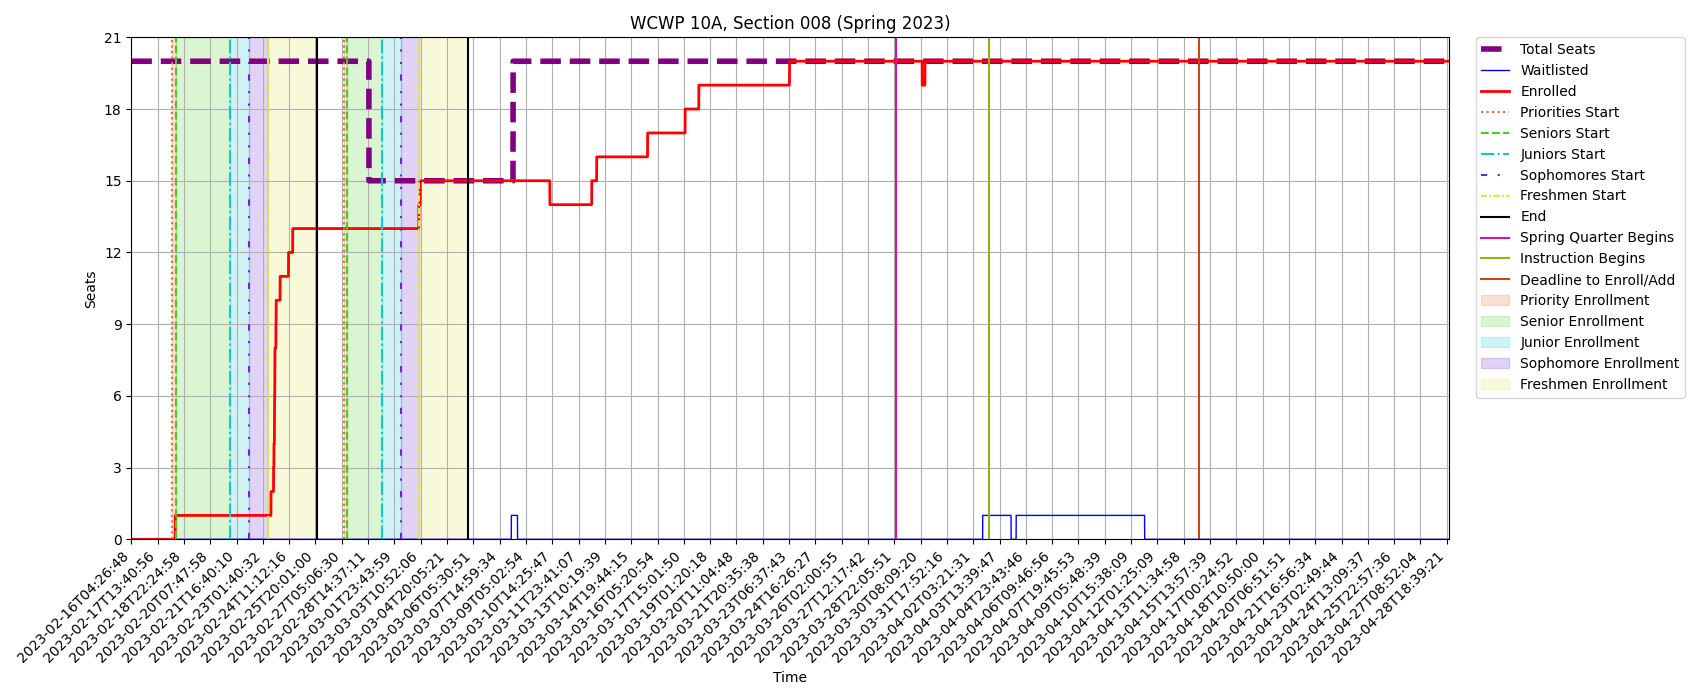 WCWP 10A, Section 008 (Spring 2023)
Seats
21
18
15
12
9
6
3
0
2023-02-16T04:26:48
2023-02-17T13:40:56
2023-02-18T22:24:58
2023-02-20T07:47:58
2023-02-21T16:40:10
2023-02-23T01:40:32
2023-02-24T11:12:16
2023-02-25T20:01:00
2023-02-27T05:06:30
2023-02-28T14:37:11
2023-03-01T23:43:59
2023-03-03T10:52:06
2023-03-04T20:05:21
2023-03-06T05:30:51
2023-03-07T14:59:34
2023-03-09T05:02:54
2023-03-10T14:25:47
2023-03-11T23:41:07
2023-03-13T10:19:39
2023-03-14T19:44:15
2023-03-16T05:20:54
2023-03-17T15:01:50
2023-03-19T01:20:18
2023-03-20T11:04:48
2023-03-21T20:35:38
2023-03-23T06:37:43
2023-03-24T16:26:27
2023-03-26T02:00:55
2023-03-27T12:17:42
2023-03-28T22:05:51
2023-03-30T08:09:20
2023-03-31T17:52:16
2023-04-02T03:21:31
2023-04-03T13:39:47
2023-04-04T23:43:46
2023-04-06T09:46:56
2023-04-07T19:45:53
2023-04-09T05:48:39
2023-04-10T15:38:09
2023-04-12T01:25:09
2023-04-13T11:34:58
2023-04-15T13:57:39
2023-04-17T00:24:52
2023-04-18T10:50:00
2023-04-20T06:51:51
2023-04-21T16:56:34
2023-04-23T02:49:44
2023-04-24T13:09:37
2023-04-25T22:57:36
2023-04-27T08:52:04
2023-04-28T18:39:21
Time
Total Seats
Waitlisted
Enrolled
Priorities Start
Seniors Start
Juniors Start
Sophomores Start
Freshmen Start
End
Spring Quarter Begins
Instruction Begins
Deadline to Enroll/Add
Priority Enrollment
Senior Enrollment
Junior Enrollment
Sophomore Enrollment
Freshmen Enrollment